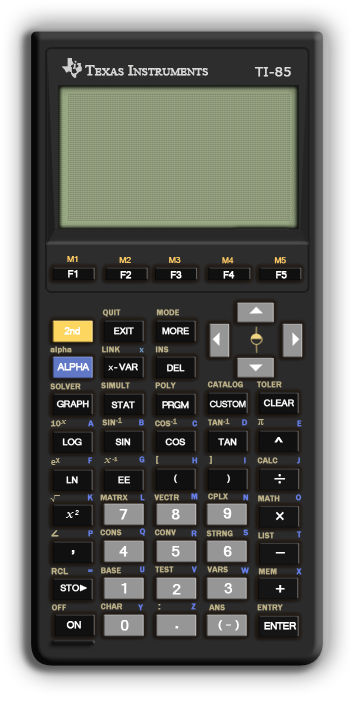 TEXAS INSTRUMENTS TI-85
M1 M2 M3 M4 M5
F1 F2 F3 F4 F5
QUIT MODE
2nd EXIT MORE
alpha LINK x INS
ALPHA x-VAR DEL
SOLVER SIMULT POLY CATALOG TOLER
GRAPH STAT PRGM CUSTOM CLEAR
10ˣ A SIN⁻¹ B COS⁻¹ C TAN⁻¹ D π E
LOG SIN COS TAN ^
eˣ F x⁻¹ G [ H ] I CALC J
LN EE ( ) ÷
√ K MATRX L VECTR M CPLX N MATH O
x² 7 8 9 ×
∠ P CONS Q CONV R STRNG S LIST T
, 4 5 6 −
RCL = BASE U TEST V VARS W MEM X
STO▶ 1 2 3 +
OFF CHAR Y : Z ANS ENTRY
ON 0 . (-) ENTER